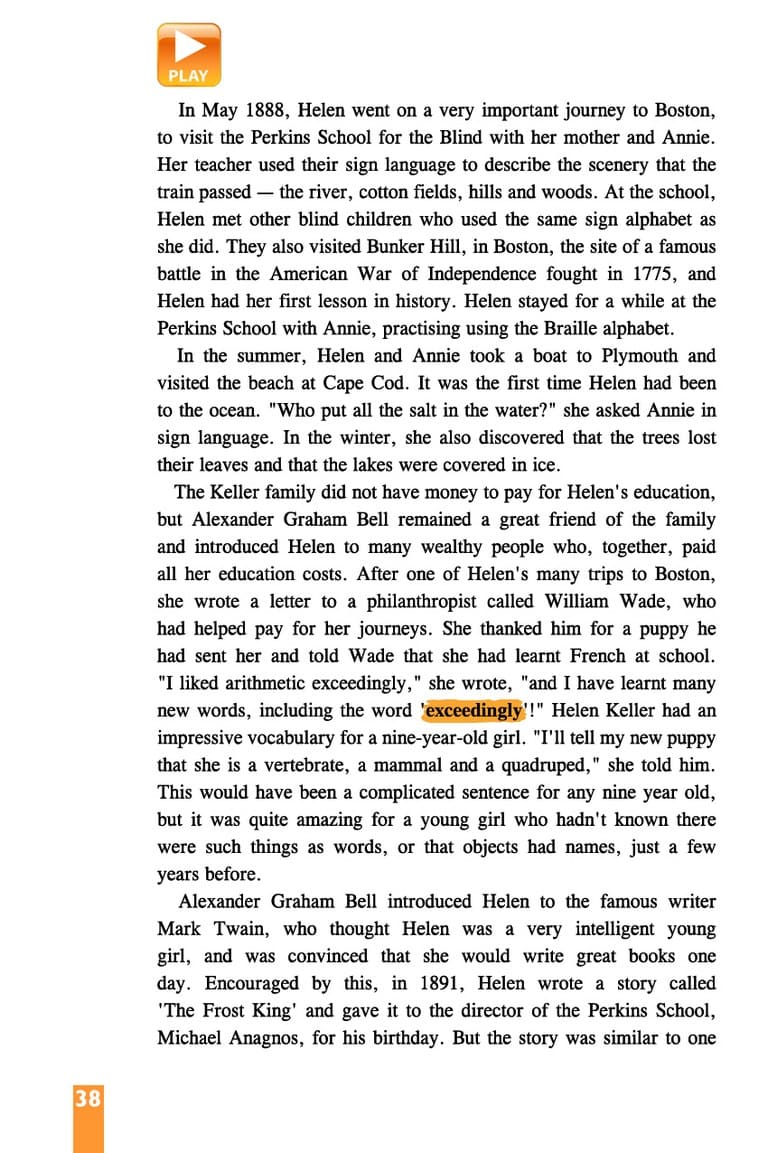 PLAY
In May 1888, Helen went on a very important journey to Boston,
to visit the Perkins School for the Blind with her mother and Annie.
Her teacher used their sign language to describe the scenery that the
train passed — the river, cotton fields, hills and woods. At the school,
Helen met other blind children who used the same sign alphabet as
she did. They also visited Bunker Hill, in Boston, the site of a famous
battle in the American War of Independence fought in 1775, and
Helen had her first lesson in history. Helen stayed for a while at the
Perkins School with Annie, practising using the Braille alphabet.
In the summer, Helen and Annie took a boat to Plymouth and
visited the beach at Cape Cod. It was the first time Helen had been
to the ocean. "Who put all the salt in the water?" she asked Annie in
sign language. In the winter, she also discovered that the trees lost
their leaves and that the lakes were covered in ice.
The Keller family did not have money to pay for Helen's education,
but Alexander Graham Bell remained a great friend of the family
and introduced Helen to many wealthy people who, together, paid
all her education costs. After one of Helen's many trips to Boston,
she wrote a letter to a philanthropist called William Wade, who
had helped pay for her journeys. She thanked him for a puppy he
had sent her and told Wade that she had learnt French at school.
"I liked arithmetic exceedingly," she wrote, "and I have learnt many
new words, including the word 'exceedingly'!" Helen Keller had an
impressive vocabulary for a nine-year-old girl. "I'll tell my new puppy
that she is a vertebrate, a mammal and a quadruped," she told him.
This would have been a complicated sentence for any nine year old,
but it was quite amazing for a young girl who hadn't known there
were such things as words, or that objects had names, just a few
years before.
Alexander Graham Bell introduced Helen to the famous writer
Mark Twain, who thought Helen was a very intelligent young
girl, and was convinced that she would write great books one
day. Encouraged by this, in 1891, Helen wrote a story called
'The Frost King' and gave it to the director of the Perkins School,
Michael Anagnos, for his birthday. But the story was similar to one
38